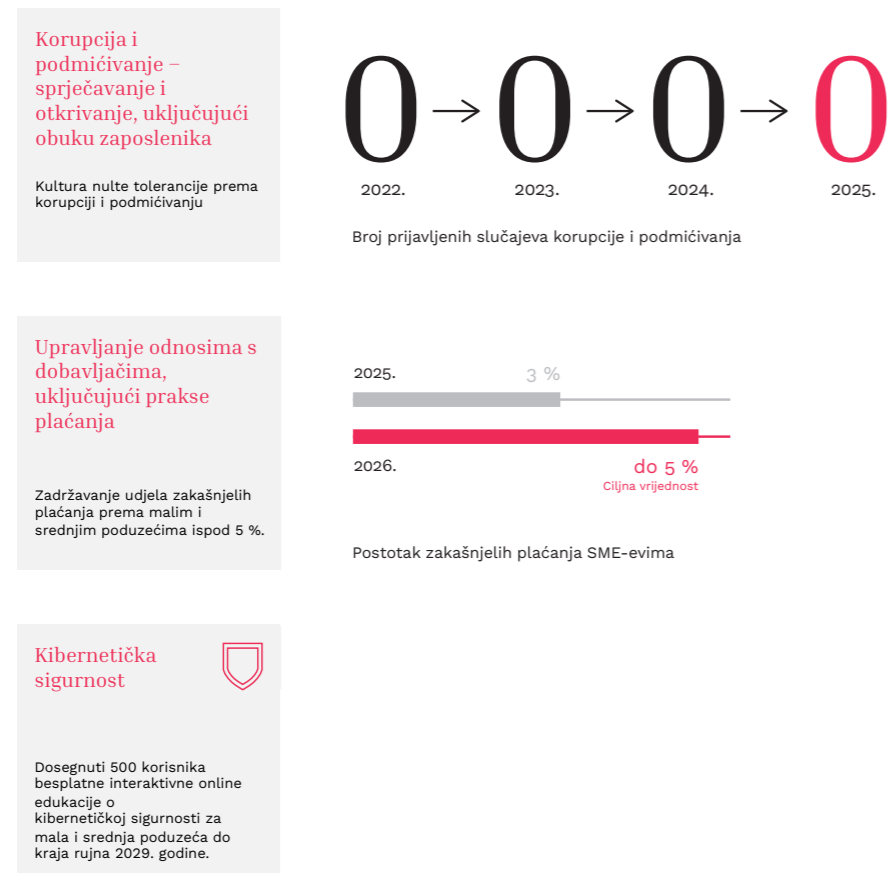 Korupcija i
podmićivanje –
sprječavanje i
otkrivanje, uključujući
obuku zaposlenika
Kultura nulte tolerancije prema
korupciji i podmićivanju
0 → 0 → 0 → 0
2022. 2023. 2024. 2025.
Broj prijavljenih slučajeva korupcije i podmićivanja
Upravljanje odnosima s
dobavljačima,
uključujući prakse
plaćanja
Zadržavanje udjela zakašnjelih
plaćanja prema malim i
srednjim poduzećima ispod 5 %.
2025. 3 %
2026. do 5 %
Ciljna vrijednost
Postotak zakašnjelih plaćanja SME-evima
Kibernetička
sigurnost
Dosegnuti 500 korisnika
besplatne interaktivne online
edukacije o
kibernetičkoj sigurnosti za
mala i srednja poduzeća do
kraja rujna 2029. godine.